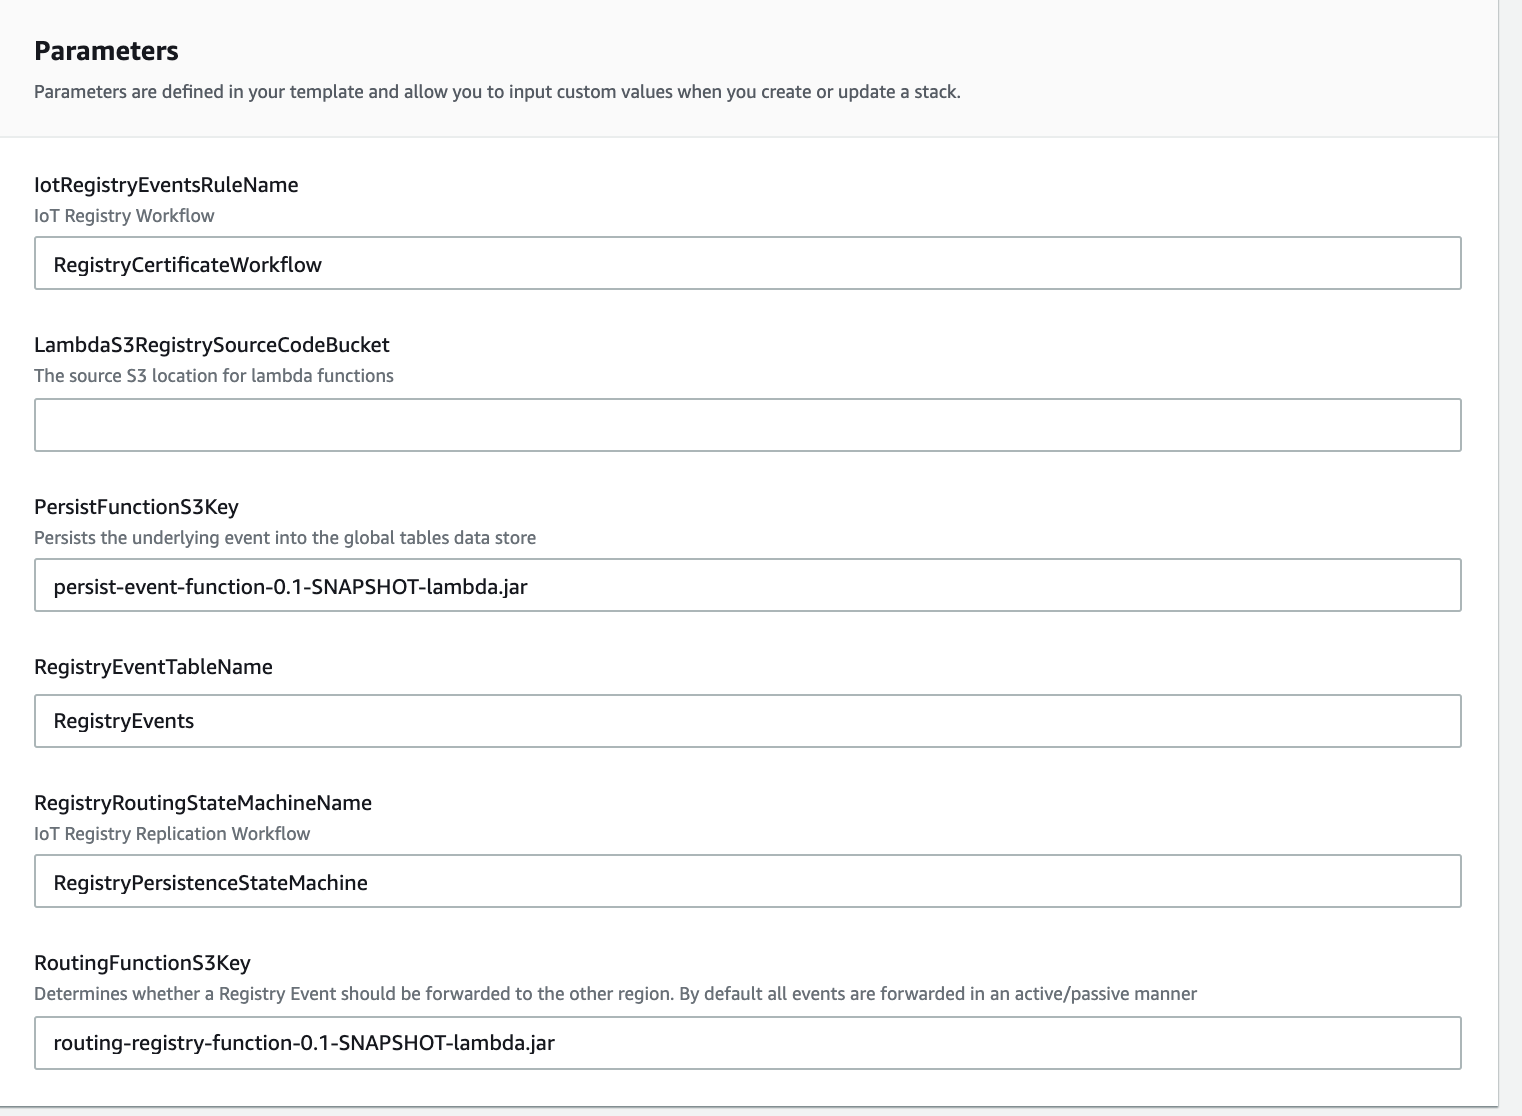 Parameters
Parameters are defined in your template and allow you to input custom values when you create or update a stack.
IotRegistryEventsRuleName
IoT Registry Workflow
RegistryCertificateWorkflow
LambdaS3RegistrySourceCodeBucket
The source S3 location for lambda functions
PersistFunctionS3Key
Persists the underlying event into the global tables data store
persist-event-function-0.1-SNAPSHOT-lambda.jar
RegistryEventTableName
RegistryEvents
RegistryRoutingStateMachineName
IoT Registry Replication Workflow
RegistryPersistenceStateMachine
RoutingFunctionS3Key
Determines whether a Registry Event should be forwarded to the other region. By default all events are forwarded in an active/passive manner
routing-registry-function-0.1-SNAPSHOT-lambda.jar